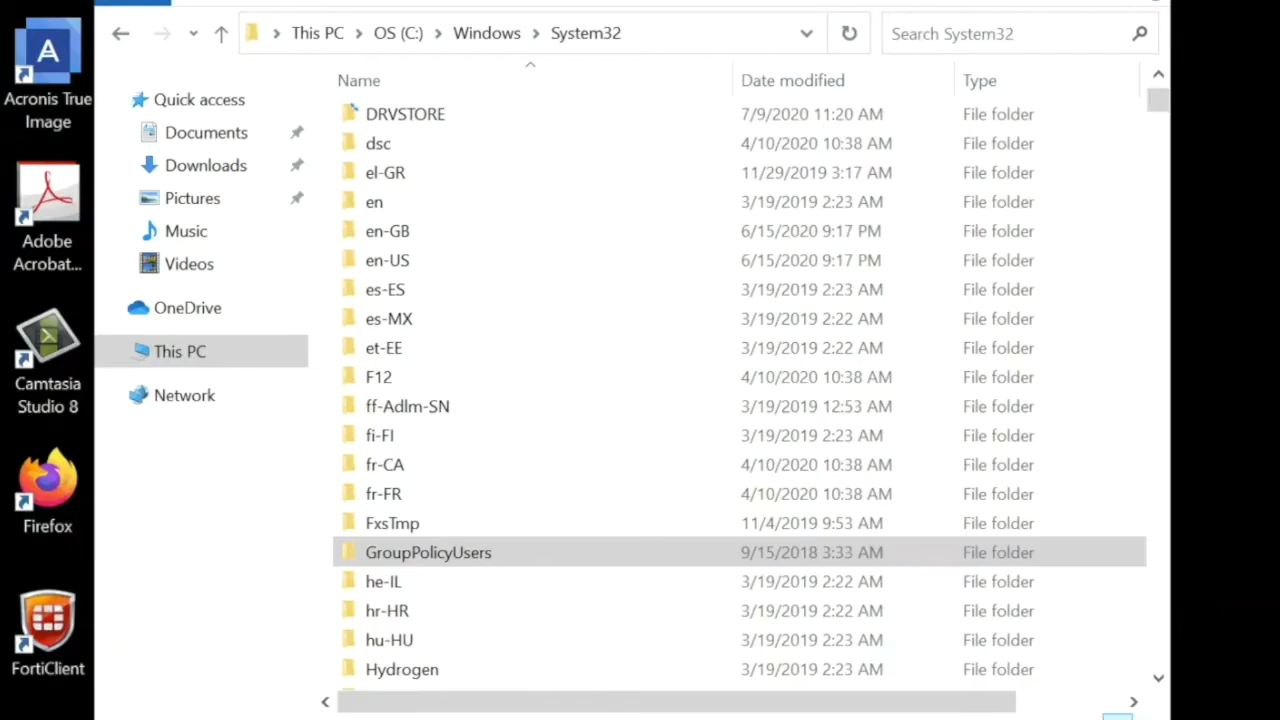 Acronis True
Image
Adobe
Acrobat...
Camtasia
Studio 8
Firefox
FortiClient
This PC > OS (C:) > Windows > System32
Search System32
Quick access
Documents
Downloads
Pictures
Music
Videos
OneDrive
This PC
Network
Name Date modified Type
DRVSTORE 7/9/2020 11:20 AM File folder
dsc 4/10/2020 10:38 AM File folder
el-GR 11/29/2019 3:17 AM File folder
en 3/19/2019 2:23 AM File folder
en-GB 6/15/2020 9:17 PM File folder
en-US 6/15/2020 9:17 PM File folder
es-ES 3/19/2019 2:23 AM File folder
es-MX 3/19/2019 2:22 AM File folder
et-EE 3/19/2019 2:22 AM File folder
F12 4/10/2020 10:38 AM File folder
ff-Adlm-SN 3/19/2019 12:53 AM File folder
fi-FI 3/19/2019 2:23 AM File folder
fr-CA 4/10/2020 10:38 AM File folder
fr-FR 4/10/2020 10:38 AM File folder
FxsTmp 11/4/2019 9:53 AM File folder
GroupPolicyUsers 9/15/2018 3:33 AM File folder
he-IL 3/19/2019 2:22 AM File folder
hr-HR 3/19/2019 2:22 AM File folder
hu-HU 3/19/2019 2:23 AM File folder
Hydrogen 3/19/2019 2:23 AM File folder